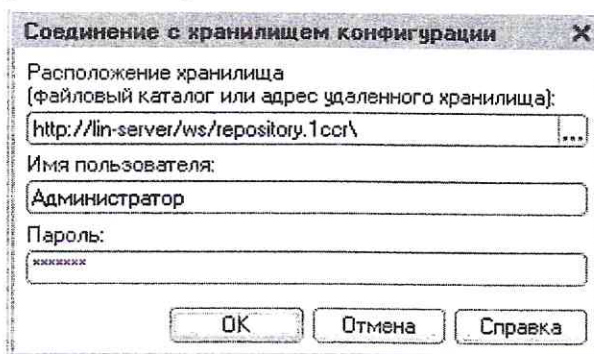 Соединение с хранилищем конфигурации
Расположение хранилища
(файловый каталог или адрес удаленного хранилища):
http://lin-server/ws/repository.1ccr\
...
Имя пользователя:
Администратор
Пароль:
*******
OK Отмена Справка